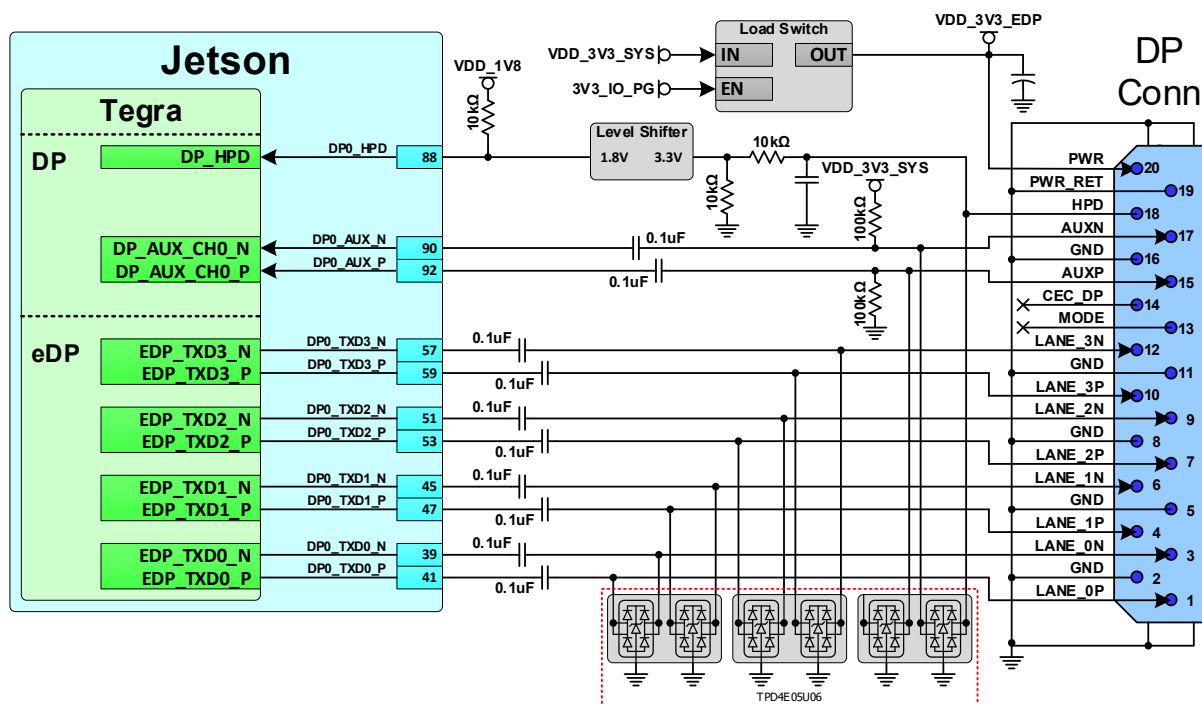 Jetson
Tegra
DP
DP_HPD
DP0_HPD
88
DP_AUX_CH0_N
DP0_AUX_N
90
DP_AUX_CH0_P
DP0_AUX_P
92
eDP
EDP_TXD3_N
DP0_TXD3_N
57
EDP_TXD3_P
DP0_TXD3_P
59
EDP_TXD2_N
DP0_TXD2_N
51
EDP_TXD2_P
DP0_TXD2_P
53
EDP_TXD1_N
DP0_TXD1_N
45
EDP_TXD1_P
DP0_TXD1_P
47
EDP_TXD0_N
DP0_TXD0_N
39
EDP_TXD0_P
DP0_TXD0_P
41
VDD_1V8
10kΩ
Level Shifter
1.8V 3.3V
10kΩ
10kΩ
VDD_3V3_SYS
3V3_IO_PG
Load Switch
IN
OUT
EN
VDD_3V3_EDP
VDD_3V3_SYS
100kΩ
100kΩ
0.1uF
0.1uF
0.1uF
0.1uF
0.1uF
0.1uF
0.1uF
0.1uF
0.1uF
0.1uF
TPD4E05U06
DP
Conn
PWR
20
PWR_RET
19
HPD
18
AUXN
17
GND
16
AUXP
15
CEC_DP
14
MODE
13
LANE_3N
12
GND
11
LANE_3P
10
LANE_2N
9
GND
8
LANE_2P
7
LANE_1N
6
GND
5
LANE_1P
4
LANE_0N
3
GND
2
LANE_0P
1